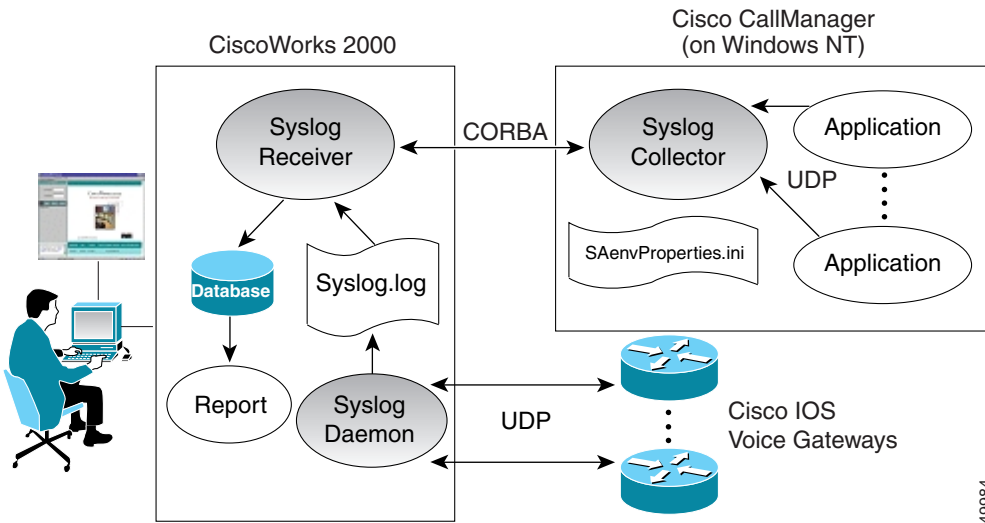 Cisco CallManager
(on Windows NT)
CiscoWorks 2000
Syslog
Receiver
CORBA
Syslog
Collector
Application
UDP
SAenvProperties.ini
Application
Database
Syslog.log
Report
Syslog
Daemon
UDP
Cisco IOS
Voice Gateways